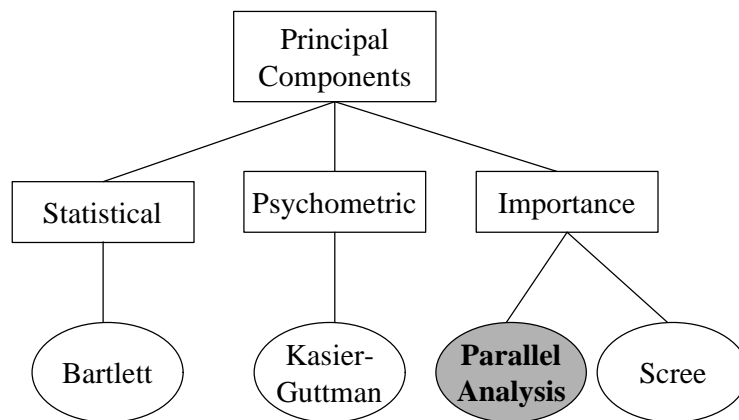 Principal
Components
Statistical
Psychometric
Importance
Bartlett
Kasier-
Guttman
Parallel
Analysis
Scree